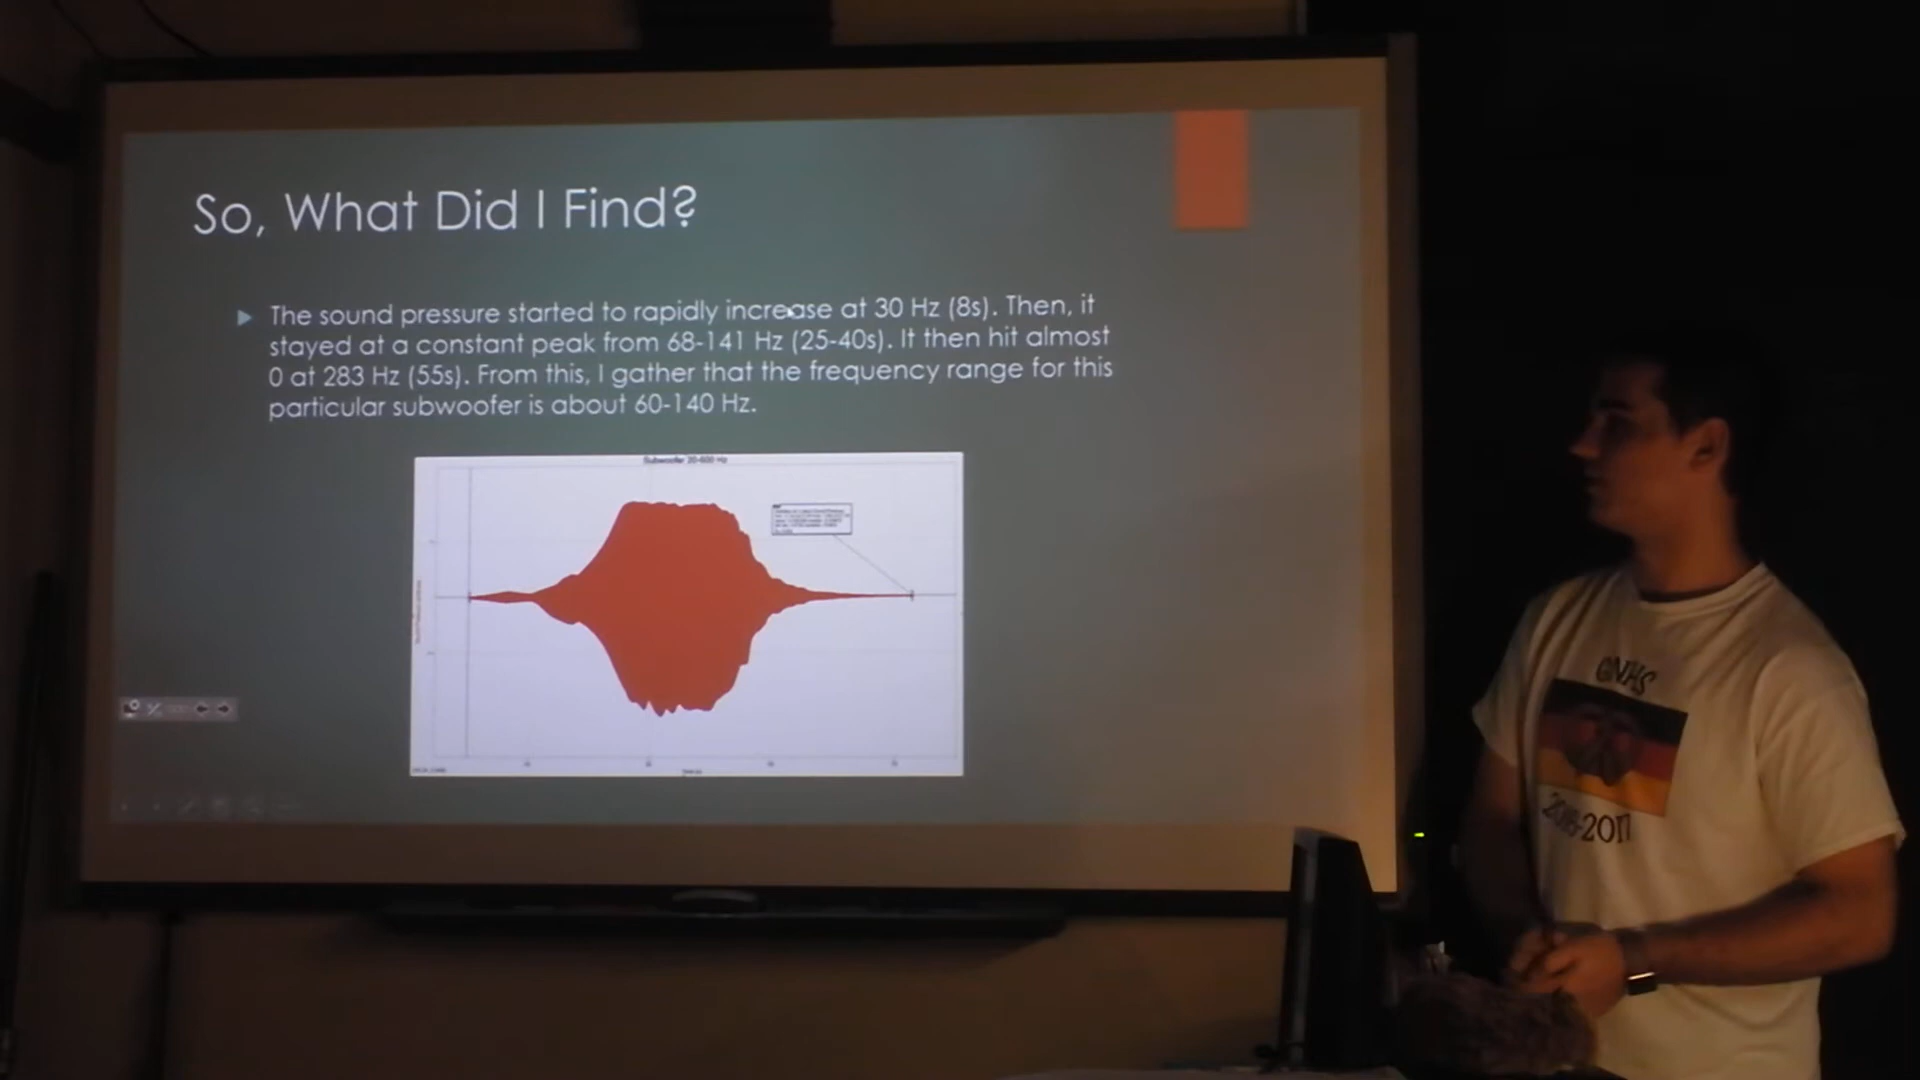 So, What Did I Find?
The sound pressure started to rapidly increase at 30 Hz (8s). Then, it
stayed at a constant peak from 68-141 Hz (25-40s). It then hit almost
0 at 283 Hz (55s). From this, I gather that the frequency range for this
particular subwoofer is about 60-140 Hz.
Subwoofer
GNHS
2017